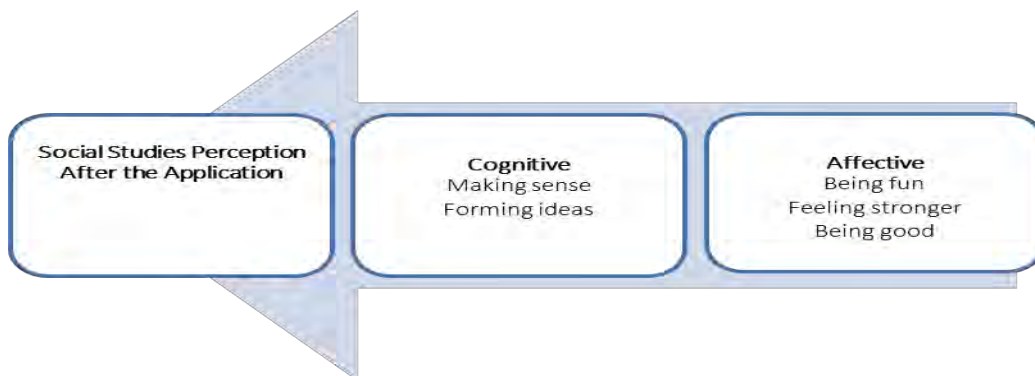 Social Studies Perception
After the Application
Cognitive
Making sense
Forming ideas
Affective
Being fun
Feeling stronger
Being good